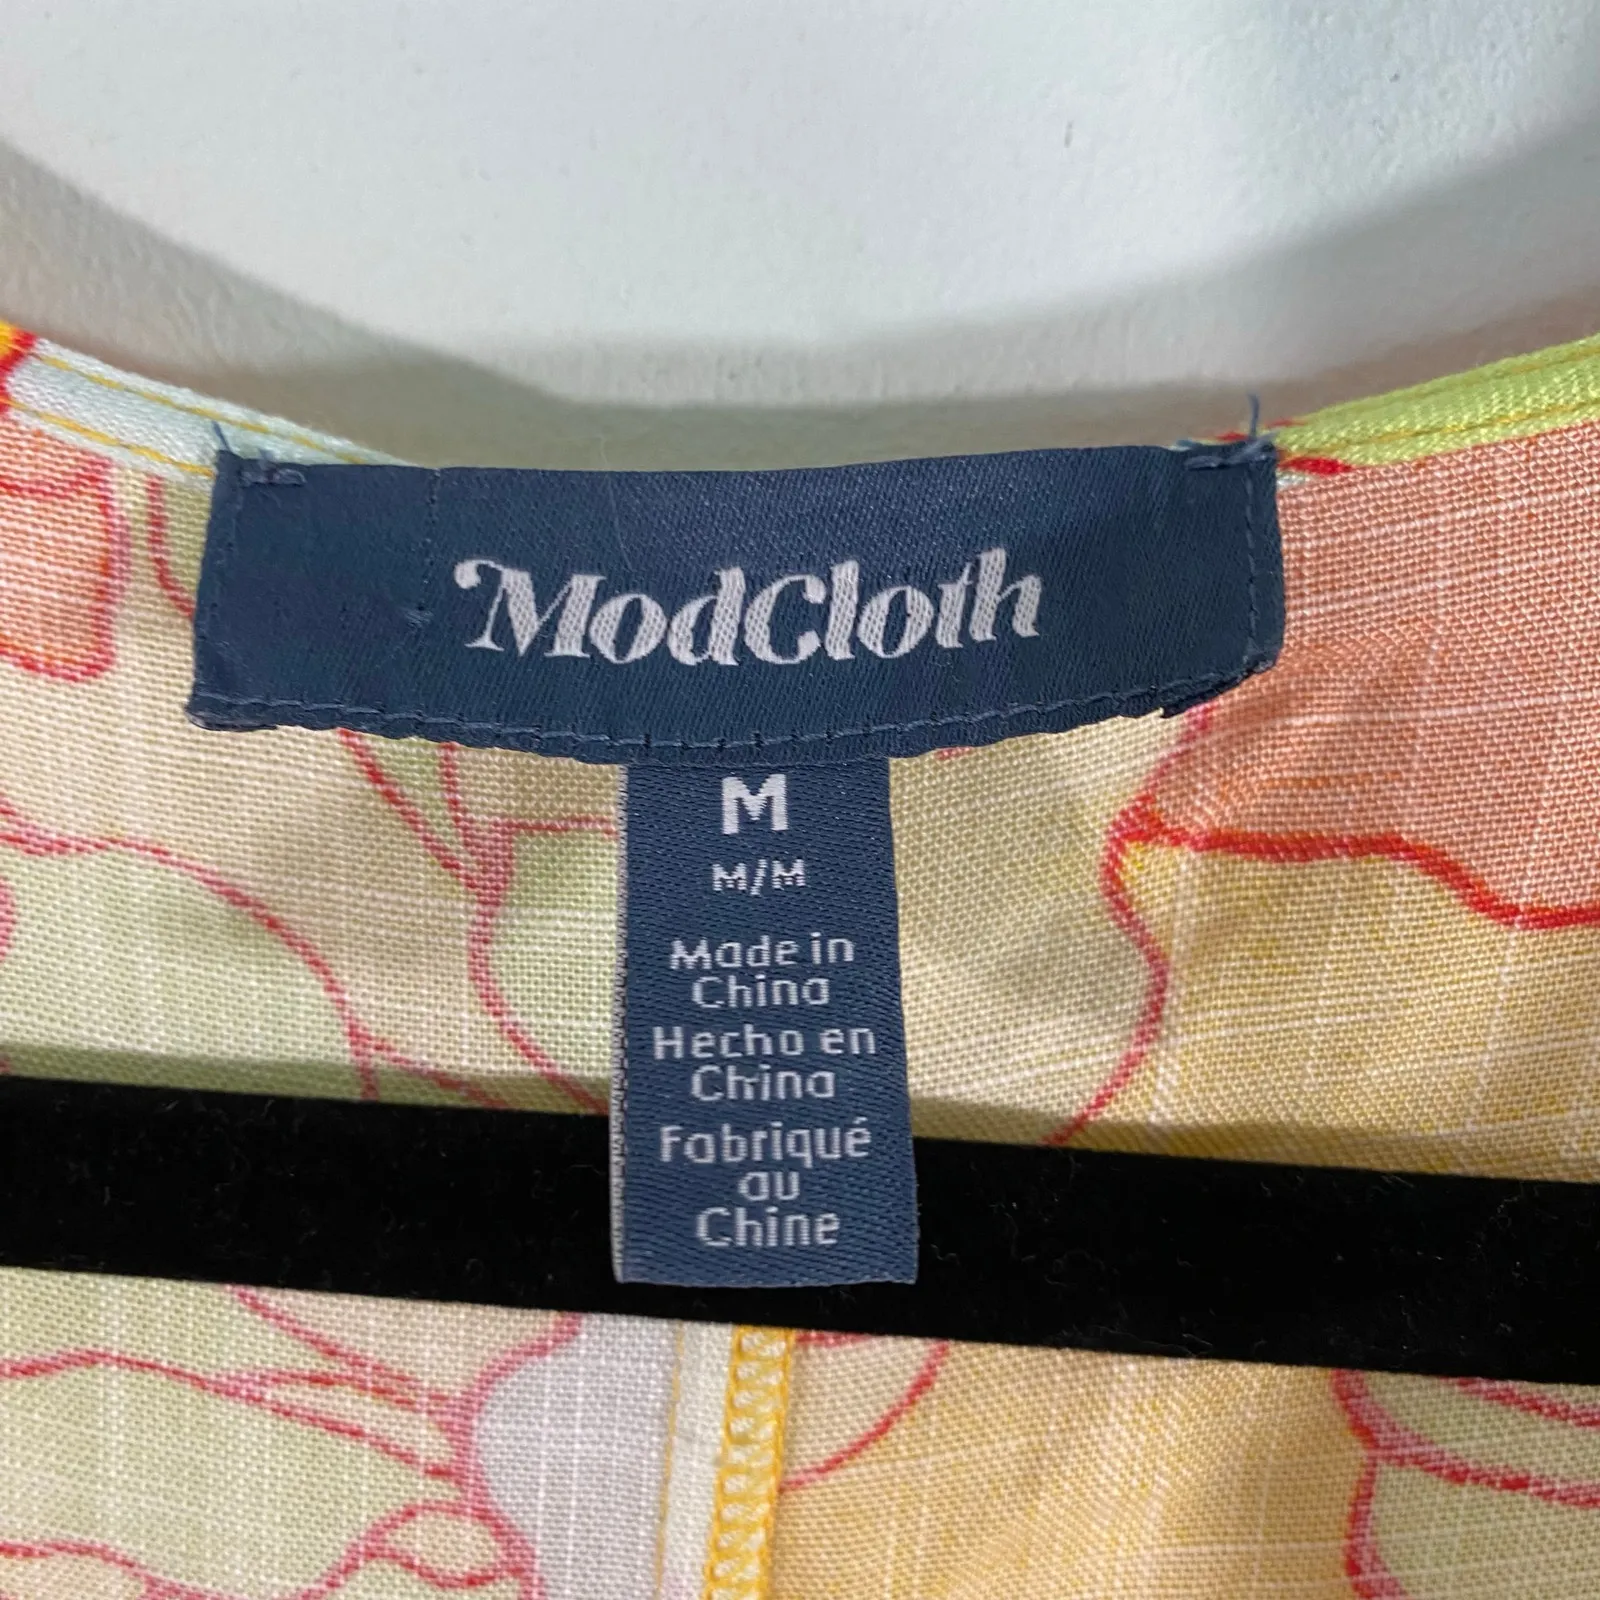 ModCloth
M
M/M
Made in
China
Hecho en
China
Fabriqué
au
Chine